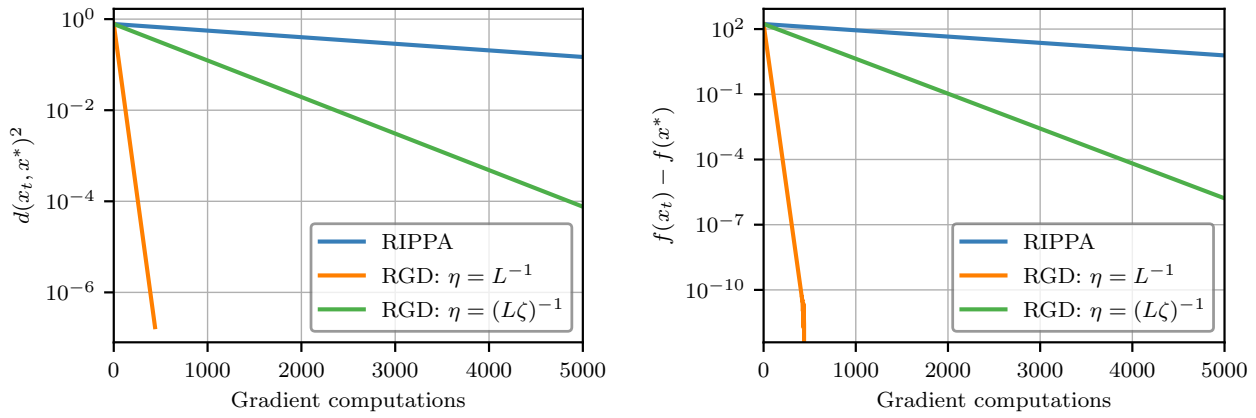 10^0
10^{-2}
10^{-4}
10^{-6}
d(x_t, x^*)^2
0 1000 2000 3000 4000 5000
Gradient computations
RIPPA
RGD: η = L^{-1}
RGD: η = (Lζ)^{-1}
10^2
10^{-1}
10^{-4}
10^{-7}
10^{-10}
f(x_t) − f(x^*)
0 1000 2000 3000 4000 5000
Gradient computations
RIPPA
RGD: η = L^{-1}
RGD: η = (Lζ)^{-1}